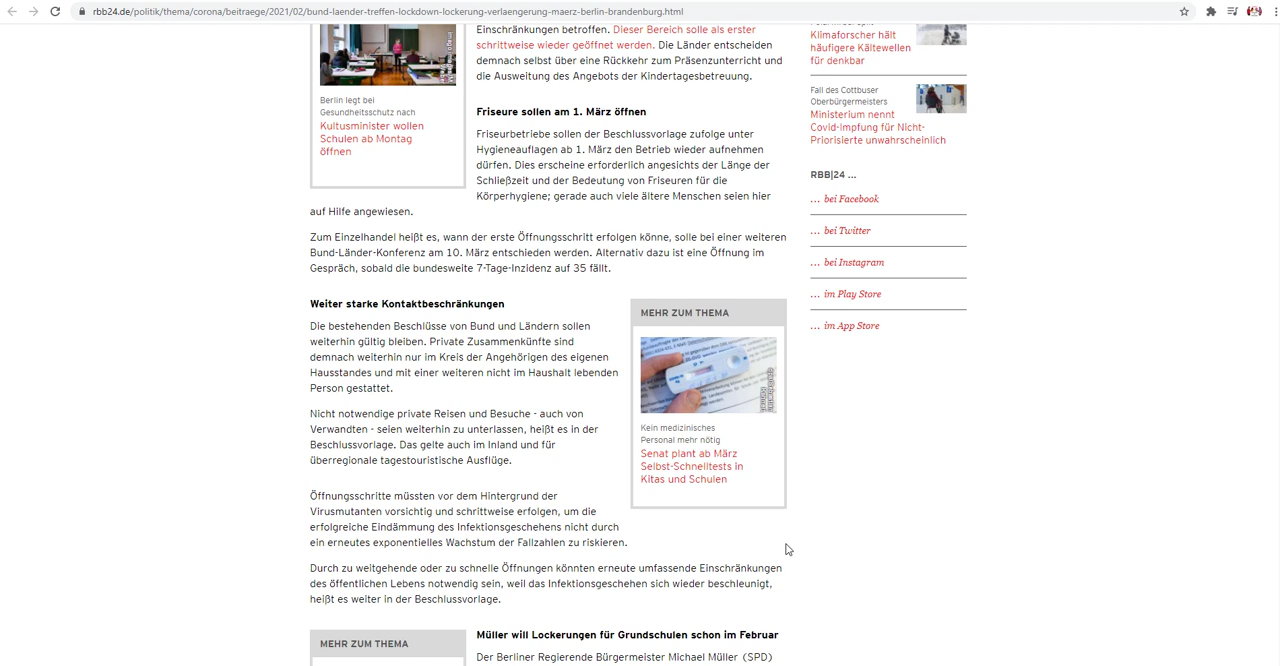 rbb24.de/politik/thema/corona/beitraege/2021/02/bund-laender-treffen-lockdown-lockerung-verlaengerung-maerz-berlin-brandenburg.html
Berlin legt bei
Gesundheitsschutz nach
Kultusminister wollen
Schulen ab Montag
öffnen
Einschränkungen betroffen. Dieser Bereich solle als erster
schrittweise wieder geöffnet werden. Die Länder entscheiden
demnach selbst über eine Rückkehr zum Präsenzunterricht und
die Ausweitung des Angebots der Kindertagesbetreuung.
Friseure sollen am 1. März öffnen
Friseurbetriebe sollen der Beschlussvorlage zufolge unter
Hygieneauflagen ab 1. März den Betrieb wieder aufnehmen
dürfen. Dies erscheine erforderlich angesichts der Länge der
Schließzeit und der Bedeutung von Friseuren für die
Körperhygiene; gerade auch viele ältere Menschen seien hier
auf Hilfe angewiesen.
Zum Einzelhandel heißt es, wann der erste Öffnungsschritt erfolgen könne, solle bei einer weiteren
Bund-Länder-Konferenz am 10. März entschieden werden. Alternativ dazu ist eine Öffnung im
Gespräch, sobald die bundesweite 7-Tage-Inzidenz auf 35 fällt.
Weiter starke Kontaktbeschränkungen
Die bestehenden Beschlüsse von Bund und Ländern sollen
weiterhin gültig bleiben. Private Zusammenkünfte sind
demnach weiterhin nur im Kreis der Angehörigen des eigenen
Hausstandes und mit einer weiteren nicht im Haushalt lebenden
Person gestattet.
Nicht notwendige private Reisen und Besuche - auch von
Verwandten - seien weiterhin zu unterlassen, heißt es in der
Beschlussvorlage. Das gelte auch im Inland und für
überregionale tagestouristische Ausflüge.
Öffnungsschritte müssten vor dem Hintergrund der
Virusmutanten vorsichtig und schrittweise erfolgen, um die
erfolgreiche Eindämmung des Infektionsgeschehens nicht durch
ein erneutes exponentielles Wachstum der Fallzahlen zu riskieren.
MEHR ZUM THEMA
Kein medizinisches
Personal mehr nötig
Senat plant ab März
Selbst-Schnelltests in
Kitas und Schulen
Durch zu weitgehende oder zu schnelle Öffnungen könnten erneute umfassende Einschränkungen
des öffentlichen Lebens notwendig sein, weil das Infektionsgeschehen sich wieder beschleunigt,
heißt es weiter in der Beschlussvorlage.
MEHR ZUM THEMA
Müller will Lockerungen für Grundschulen schon im Februar
Der Berliner Regierende Bürgermeister Michael Müller (SPD)
Klimaforscher hält
häufigere Kältewellen
für denkbar
Fall des Cottbuser
Oberbürgermeisters
Ministerium nennt
Covid-Impfung für Nicht-
Priorisierte unwahrscheinlich
RBB|24 ...
... bei Facebook
... bei Twitter
... bei Instagram
... im Play Store
... im App Store